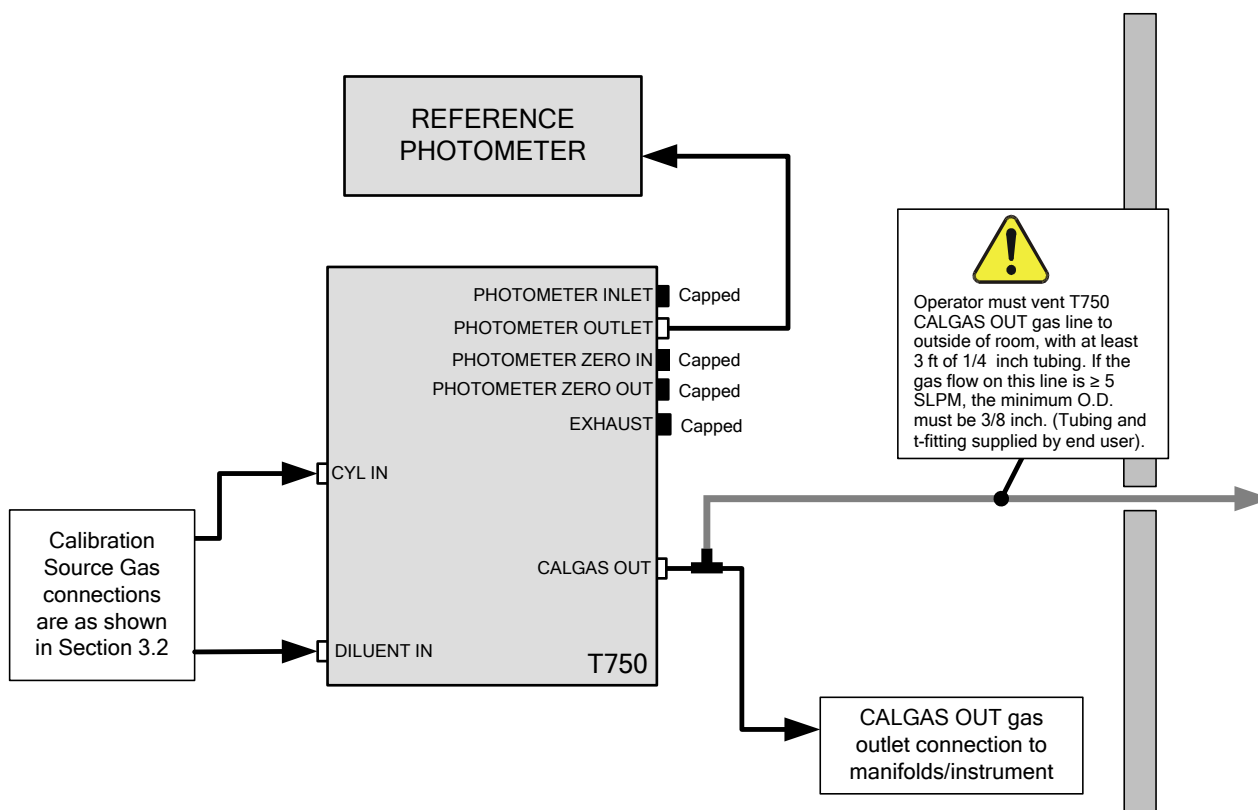 REFERENCE
PHOTOMETER
Operator must vent T750
CALGAS OUT gas line to
outside of room, with at least
3 ft of 1/4 inch tubing. If the
gas flow on this line is ≥ 5
SLPM, the minimum O.D.
must be 3/8 inch. (Tubing and
t-fitting supplied by end user).
PHOTOMETER INLET Capped
PHOTOMETER OUTLET
PHOTOMETER ZERO IN Capped
PHOTOMETER ZERO OUT Capped
EXHAUST Capped
CYL IN
Calibration
Source Gas
connections
are as shown
in Section 3.2
CALGAS OUT
DILUENT IN
T750
CALGAS OUT gas
outlet connection to
manifolds/instrument